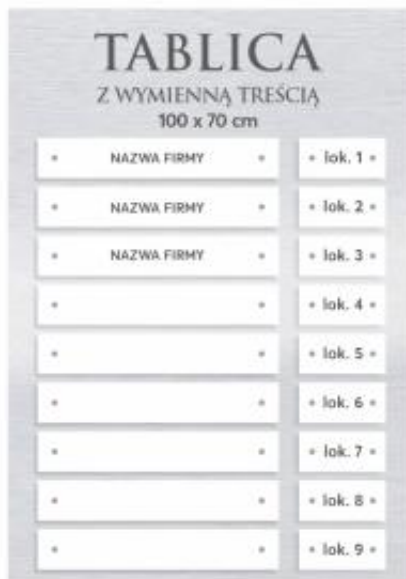 TABLICA
Z WYMIENNĄ TREŚCIĄ
100 x 70 cm
NAZWA FIRMY lok. 1
NAZWA FIRMY lok. 2
NAZWA FIRMY lok. 3
lok. 4
lok. 5
lok. 6
lok. 7
lok. 8
lok. 9